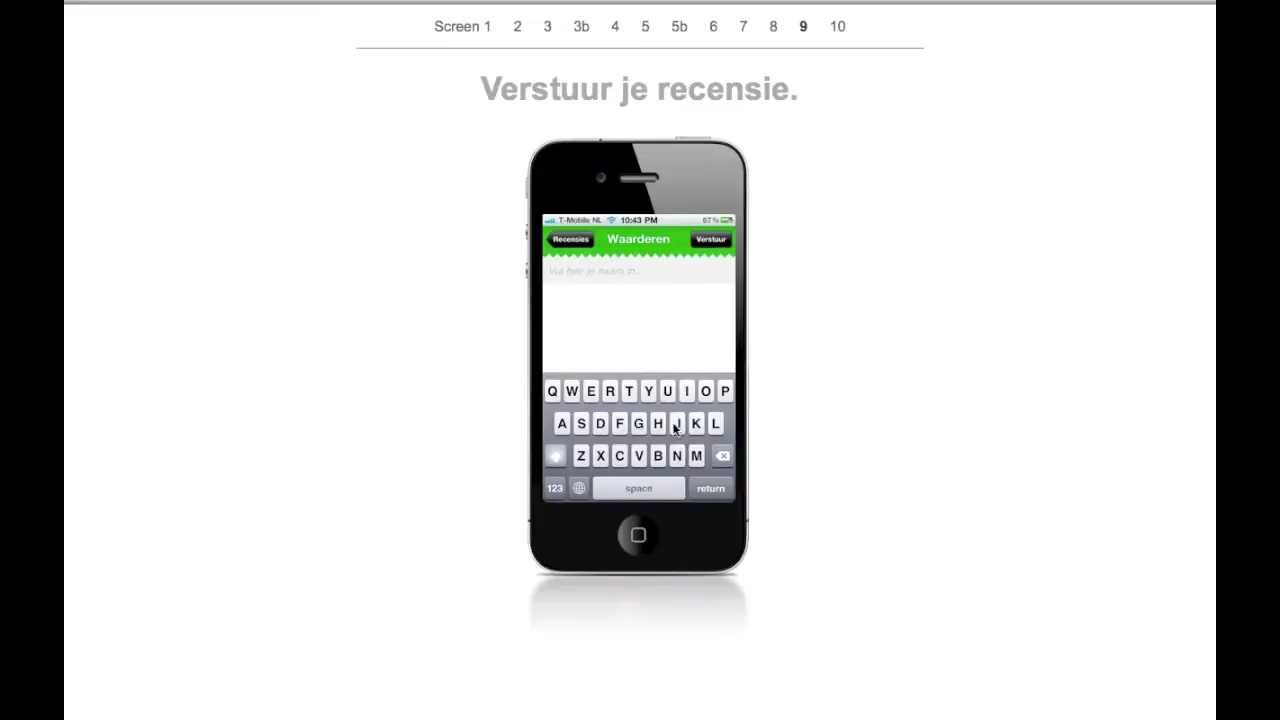 Screen 1 2 3 3b 4 5 5b 6 7 8 9 10
Verstuur je recensie.
T-Mobile NL 10:43 PM 67%
Recensies Waarderen Verstuur
Vul hier je naam in..
Q W E R T Y U I O P
A S D F G H J K L
Z X C V B N M
123 space return